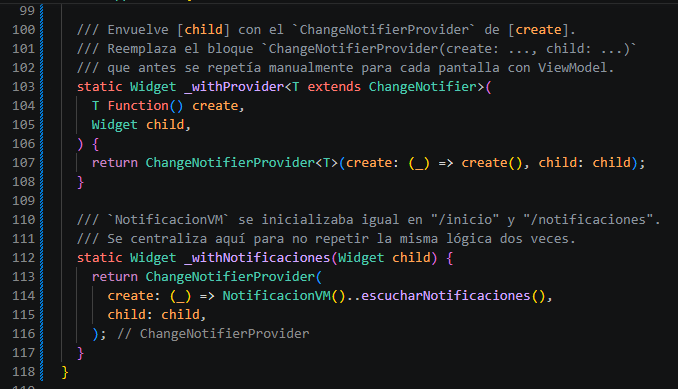 99
100 /// Envuelve [child] con el `ChangeNotifierProvider` de [create].
101 /// Reemplaza el bloque `ChangeNotifierProvider(create: ..., child: ...)`
102 /// que antes se repetía manualmente para cada pantalla con ViewModel.
103 static Widget _withProvider<T extends ChangeNotifier>(
104 T Function() create,
105 Widget child,
106 ) {
107 return ChangeNotifierProvider<T>(create: (_) => create(), child: child);
108 }
109
110 /// `NotificacionVM` se inicializaba igual en "/inicio" y "/notificaciones".
111 /// Se centraliza aquí para no repetir la misma lógica dos veces.
112 static Widget _withNotificaciones(Widget child) {
113 return ChangeNotifierProvider(
114 create: (_) => NotificacionVM()..escucharNotificaciones(),
115 child: child,
116 ); // ChangeNotifierProvider
117 }
118 }